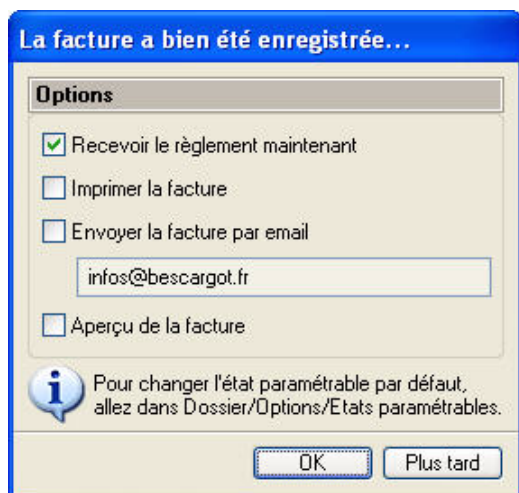 La facture a bien été enregistrée...
Options
Recevoir le règlement maintenant
Imprimer la facture
Envoyer la facture par email
infos@bescargot.fr
Aperçu de la facture
Pour changer l'état paramétrable par défaut,
allez dans Dossier/Options/Etats paramétrables.
OK
Plus tard